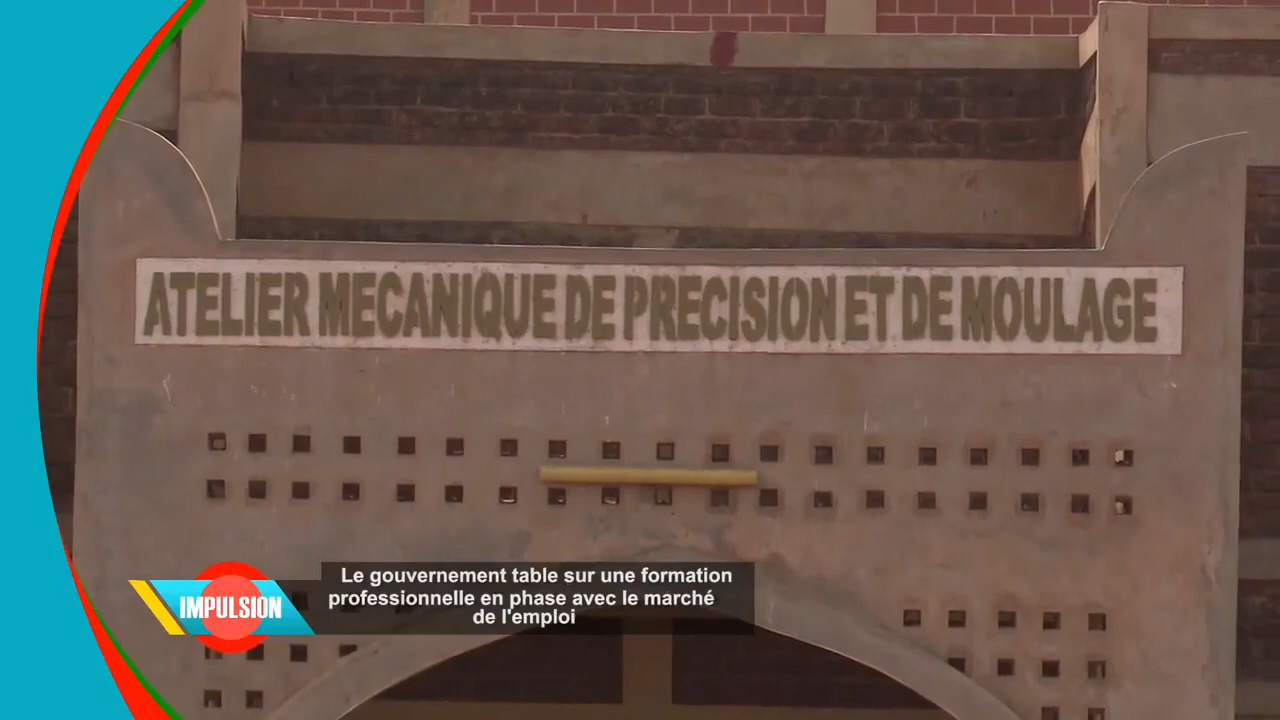 ATELIER MECANIQUE DE PRECISION ET DE MOULAGE
IMPULSION
Le gouvernement table sur une formation
professionnelle en phase avec le marché
de l'emploi